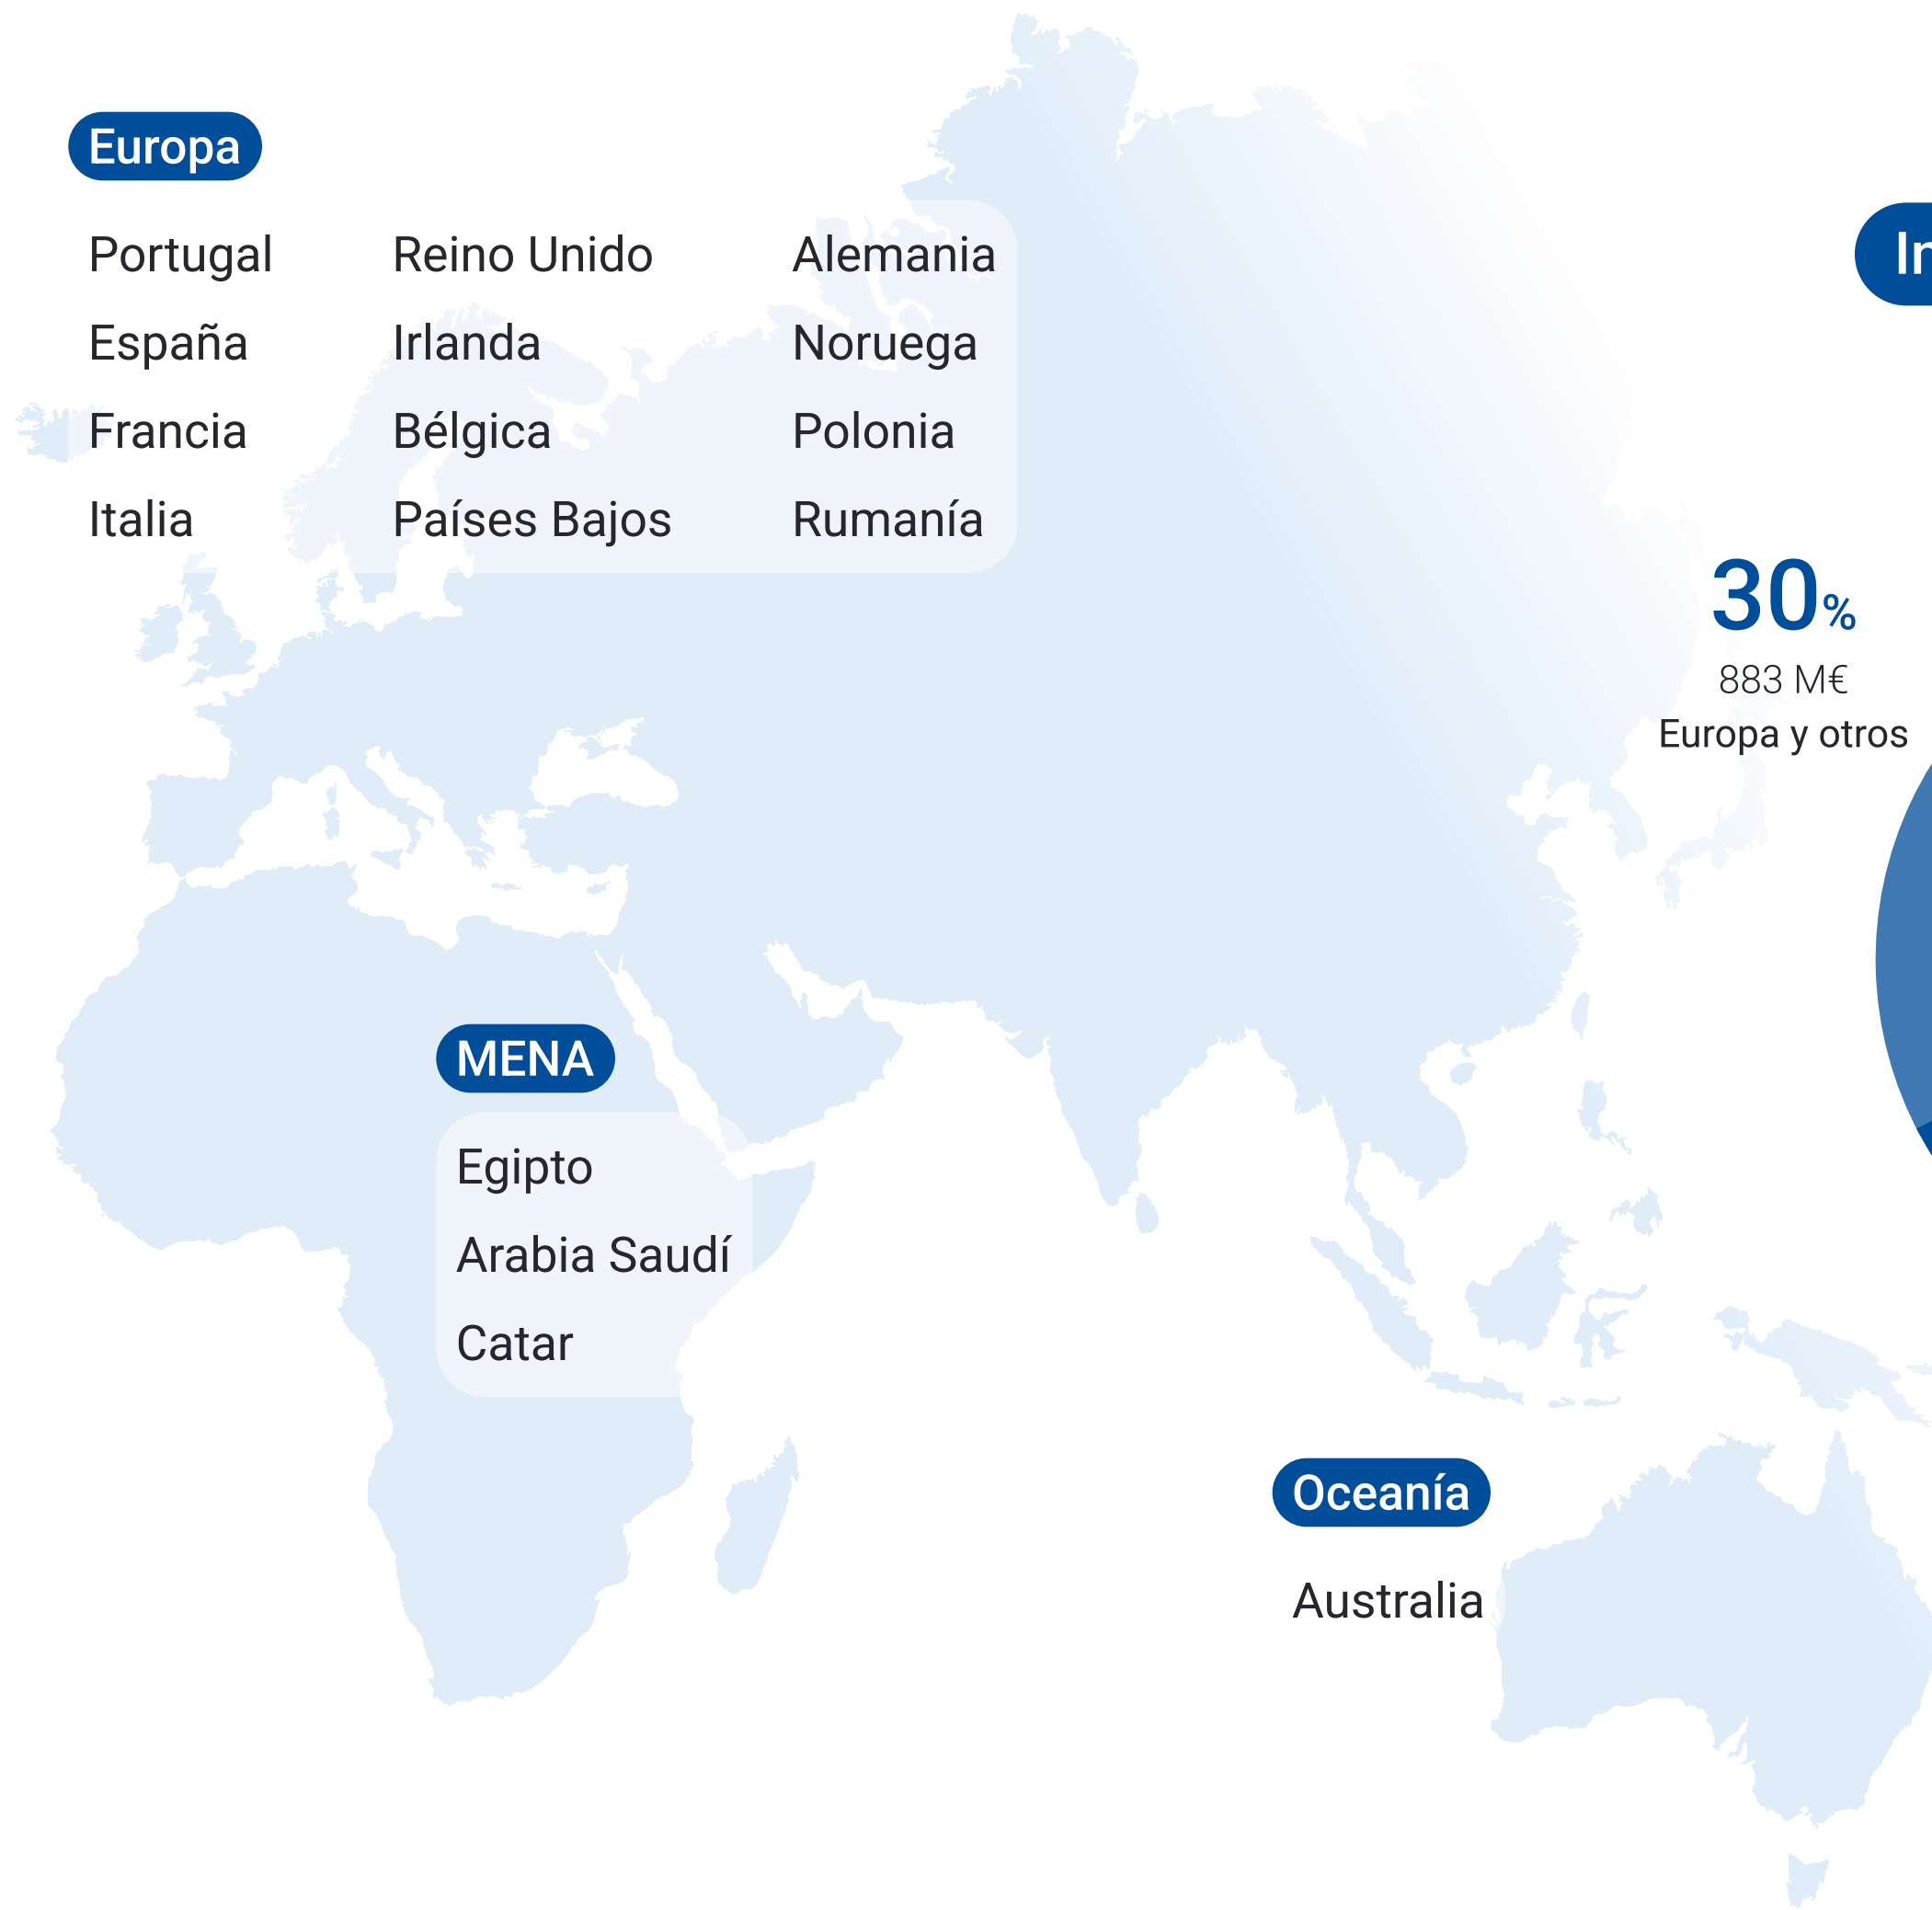 Europa
Portugal
España
Francia
Italia
Reino Unido
Irlanda
Bélgica
Países Bajos
Alemania
Noruega
Polonia
Rumanía
30%
883 M€
Europa y otros
MENA
Egipto
Arabia Saudí
Catar
Oceanía
Australia